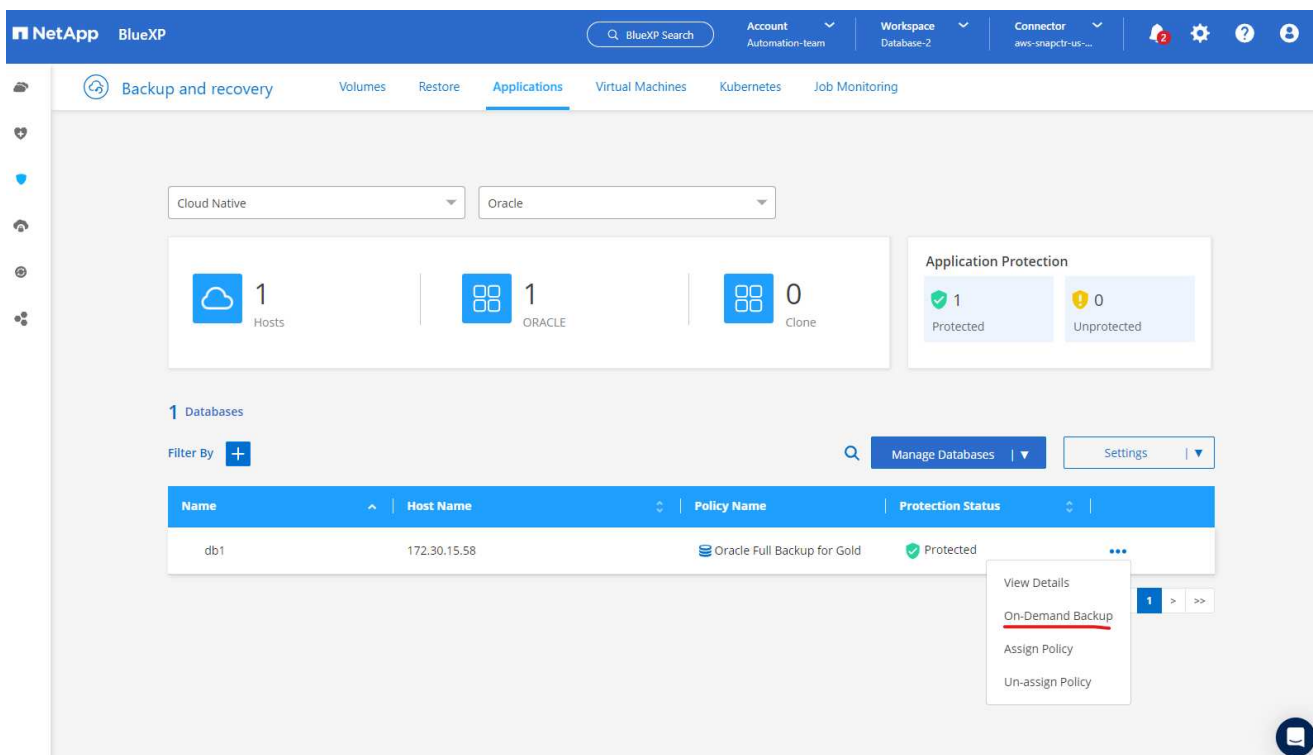 NetApp BlueXP
BlueXP Search
Account
Automation-team
Workspace
Database-2
Connector
aws-snapctr-us-...
2
Backup and recovery
Volumes
Restore
Applications
Virtual Machines
Kubernetes
Job Monitoring
Cloud Native
Oracle
1
Hosts
1
ORACLE
0
Clone
Application Protection
1
Protected
0
Unprotected
1 Databases
Filter By
Manage Databases
Settings
Name
Host Name
Policy Name
Protection Status
db1
172.30.15.58
Oracle Full Backup for Gold
Protected
View Details
On-Demand Backup
Assign Policy
Un-assign Policy
1 > >>